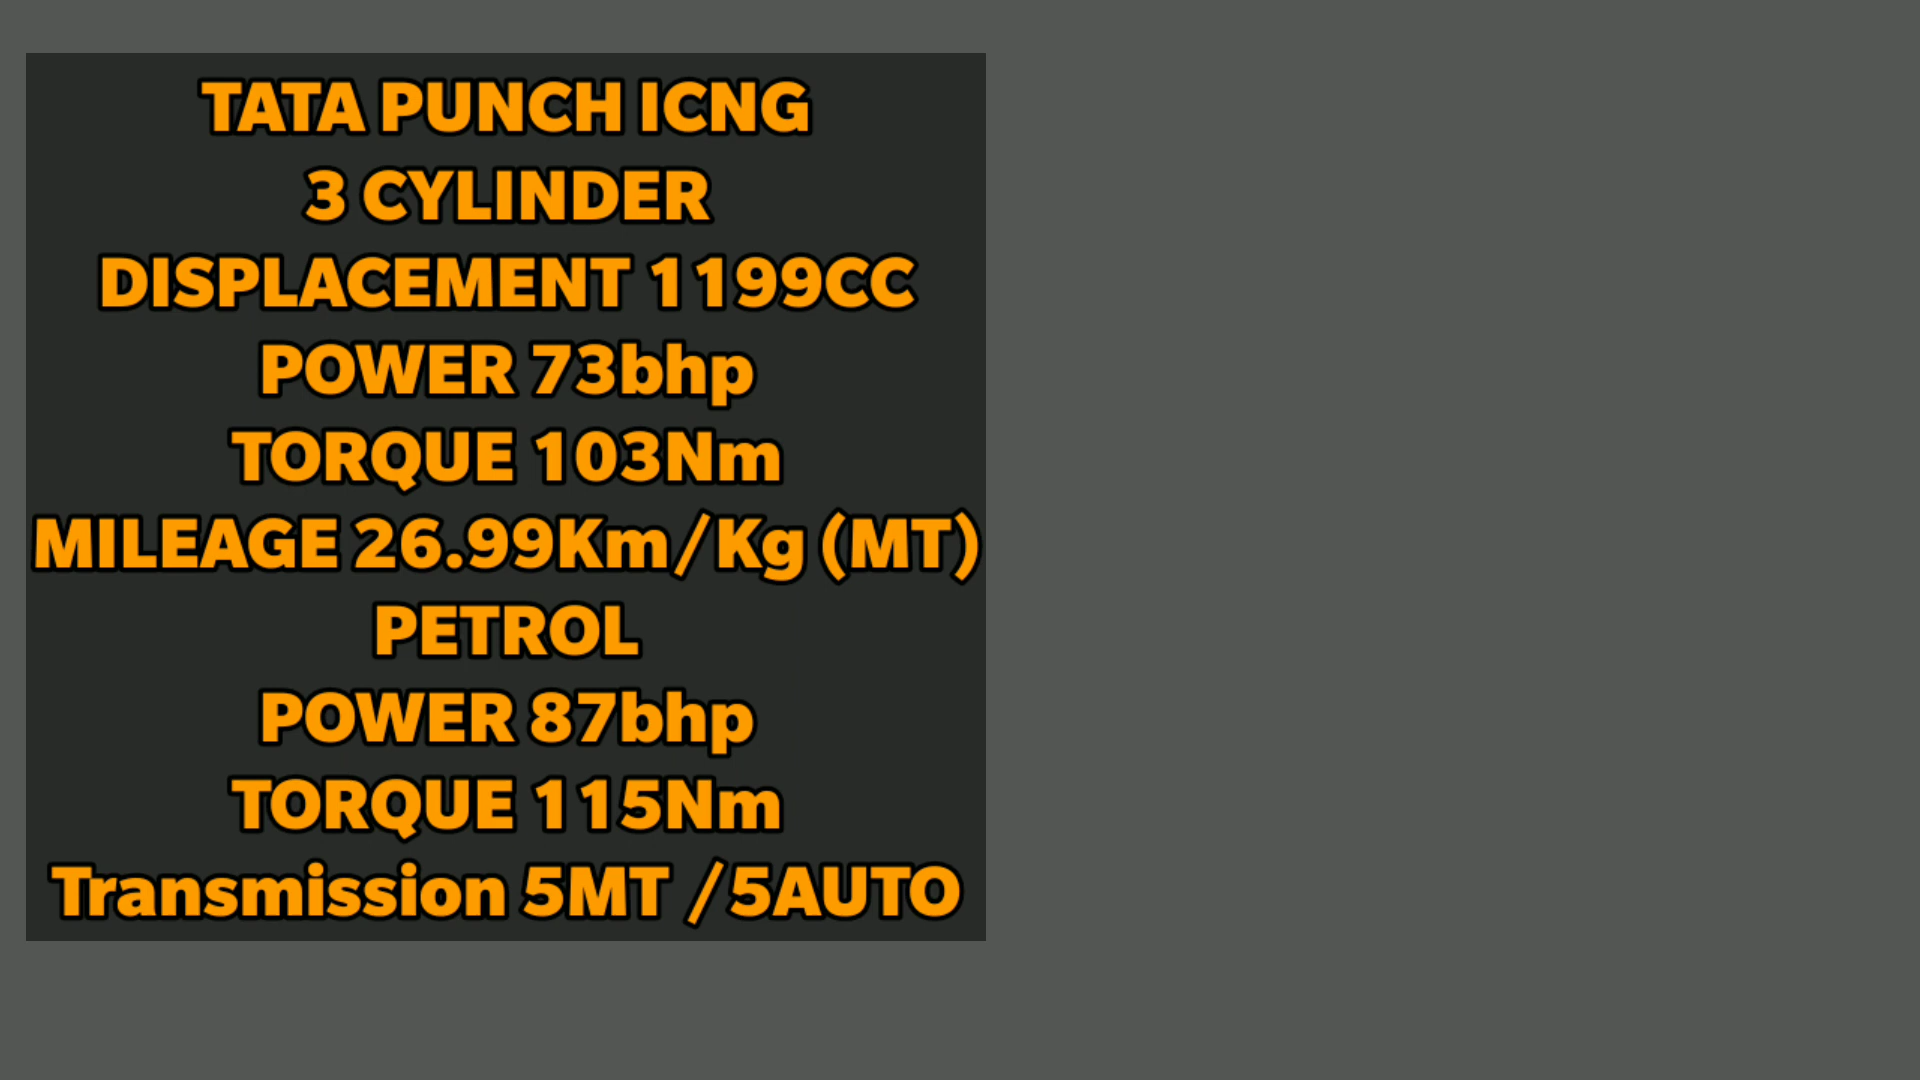 TATA PUNCH ICNG
3 CYLINDER
DISPLACEMENT 1199CC
POWER 73bhp
TORQUE 103Nm
MILEAGE 26.99Km/Kg (MT)
PETROL
POWER 87bhp
TORQUE 115Nm
Transmission 5MT /5AUTO